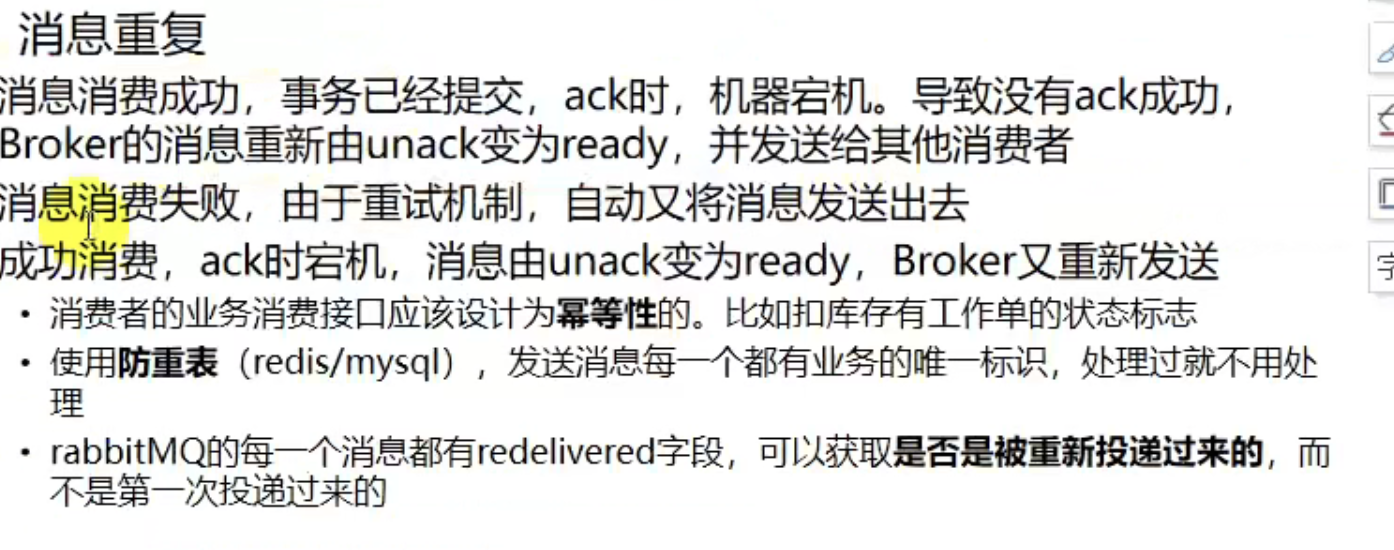 消息重复
消息消费成功，事务已经提交，ack时，机器宕机。导致没有ack成功，
Broker的消息重新由unack变为ready，并发送给其他消费者
消息消费失败，由于重试机制，自动又将消息发送出去
成功消费，ack时宕机，消息由unack变为ready，Broker又重新发送
• 消费者的业务消费接口应该设计为幂等性的。比如扣库存有工作单的状态标志
• 使用防重表（redis/mysql），发送消息每一个都有业务的唯一标识，处理过就不用处
理
• rabbitMQ的每一个消息都有redelivered字段，可以获取是否是被重新投递过来的，而
不是第一次投递过来的